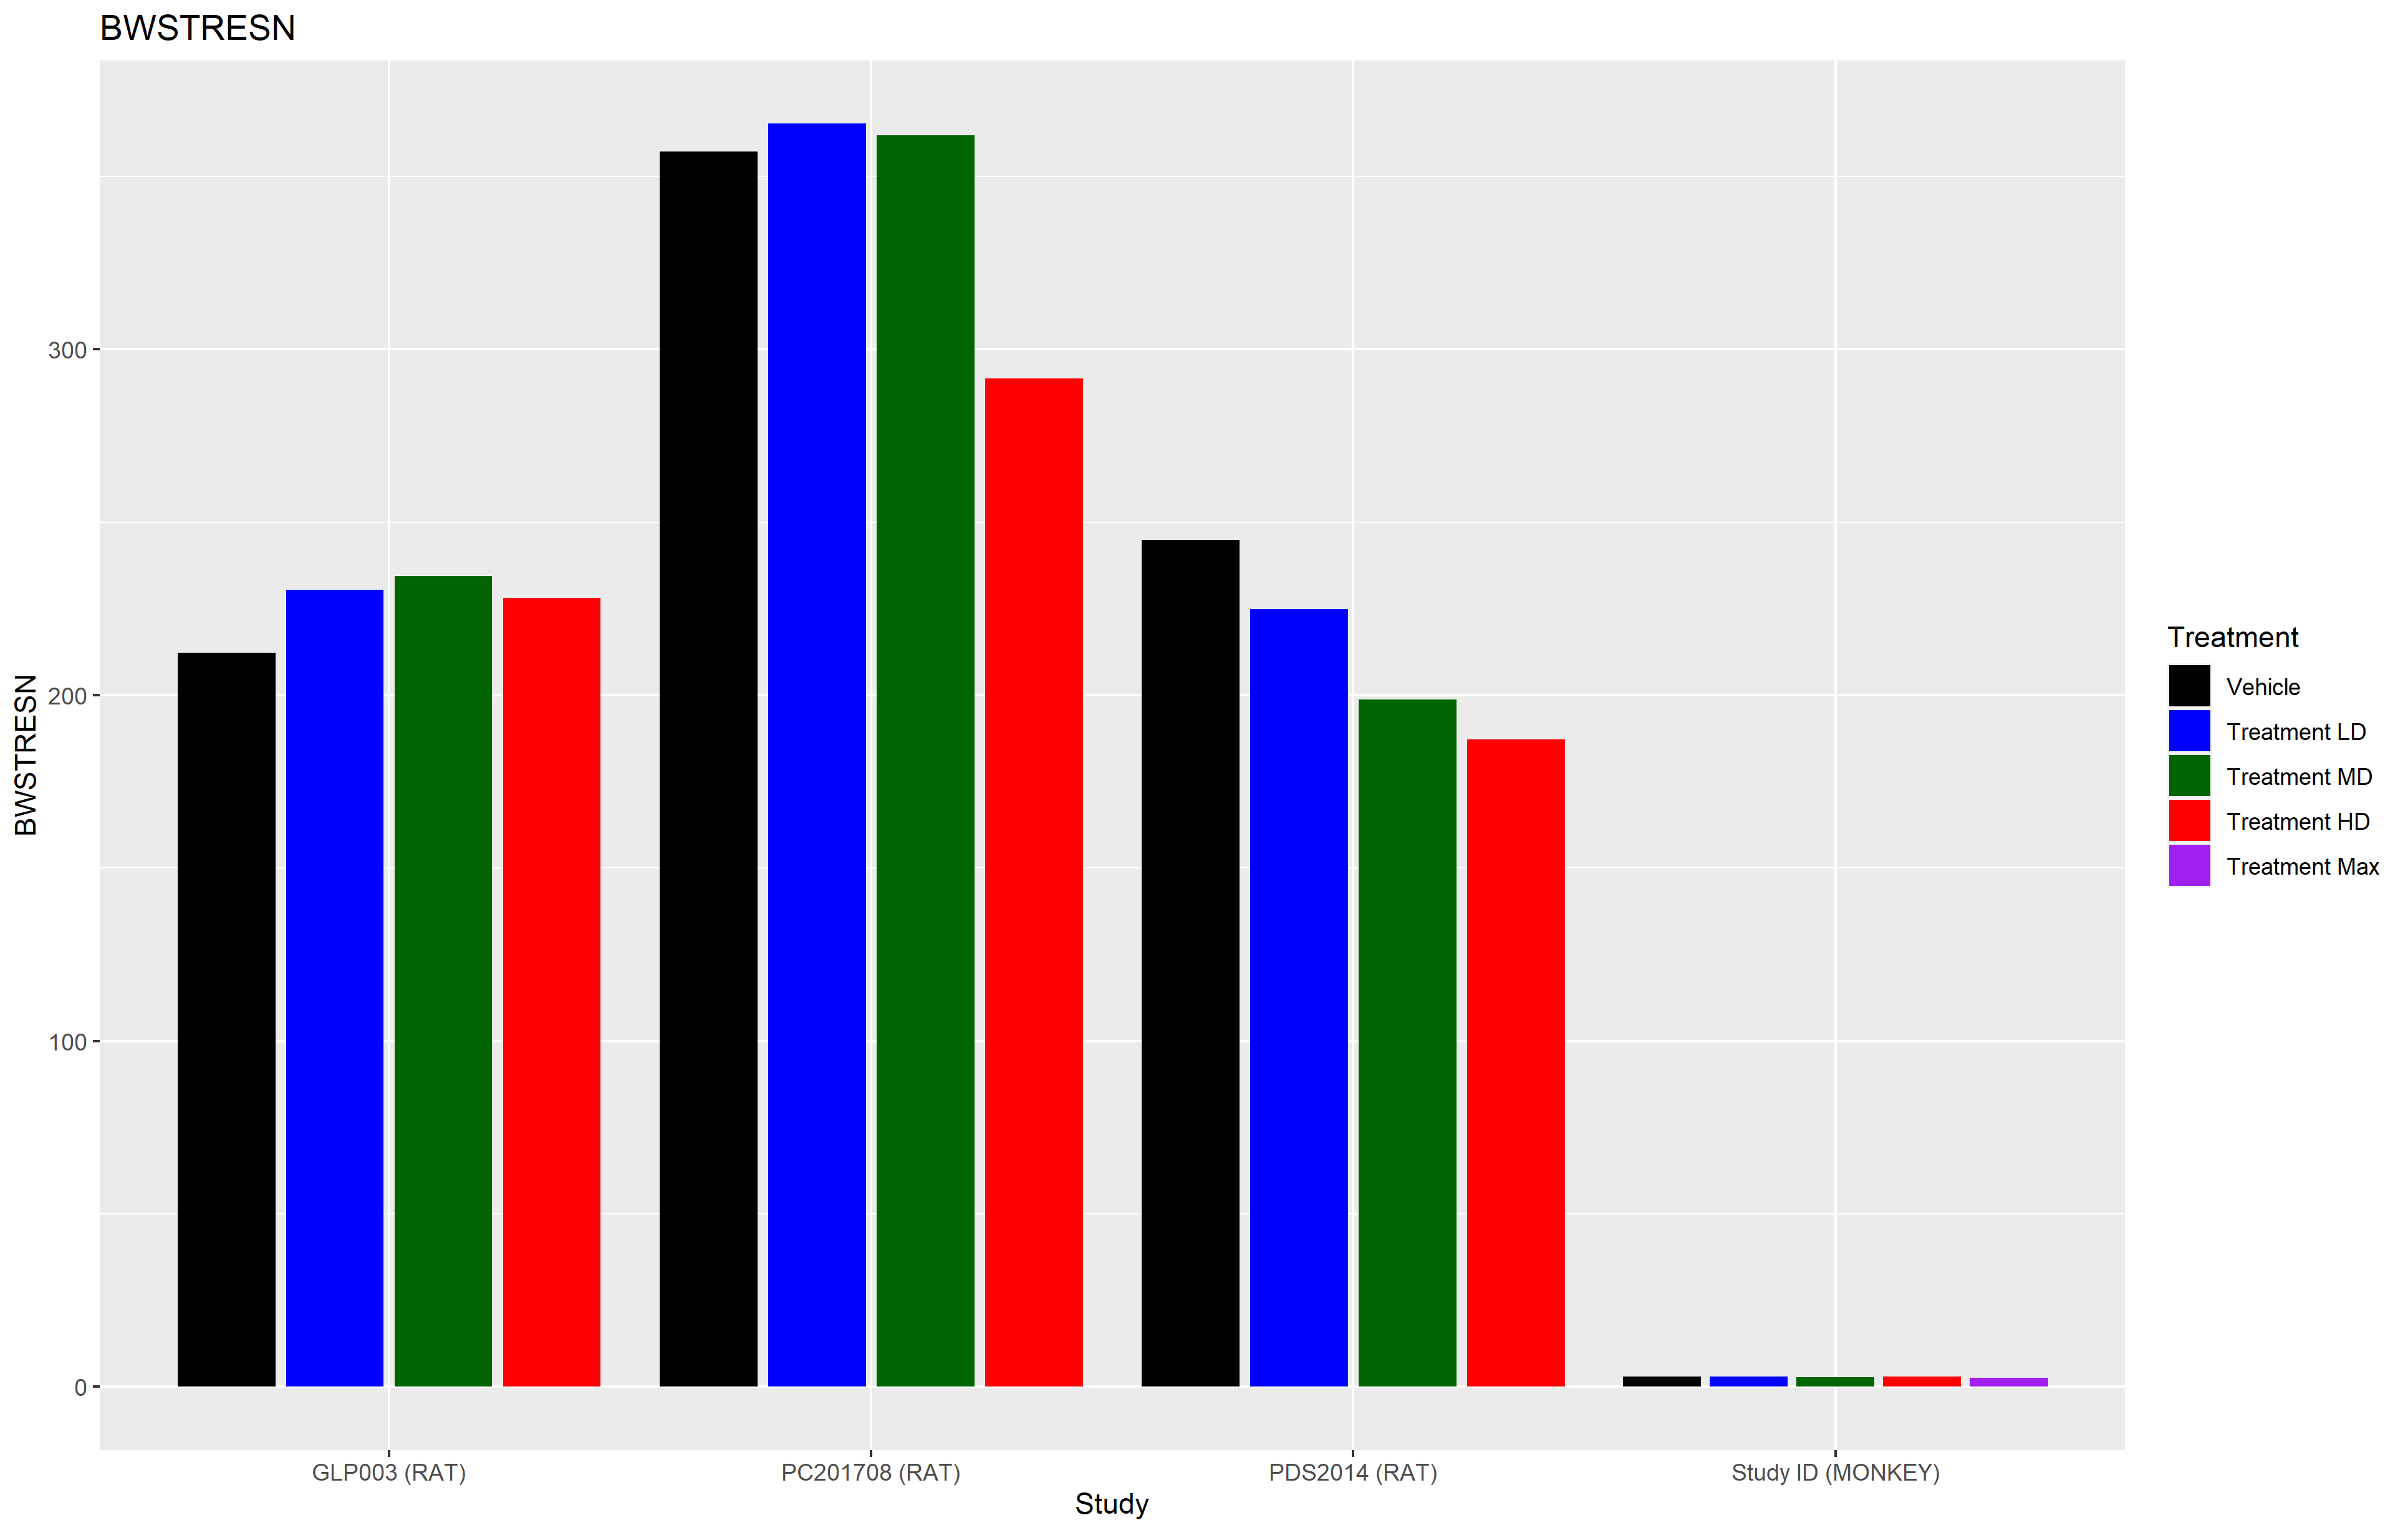 BWSTRESN
BWSTRESN
300
200
100
0
GLP003 (RAT)
PC201708 (RAT)
PDS2014 (RAT)
Study ID (MONKEY)
Study
Treatment
Vehicle
Treatment LD
Treatment MD
Treatment HD
Treatment Max